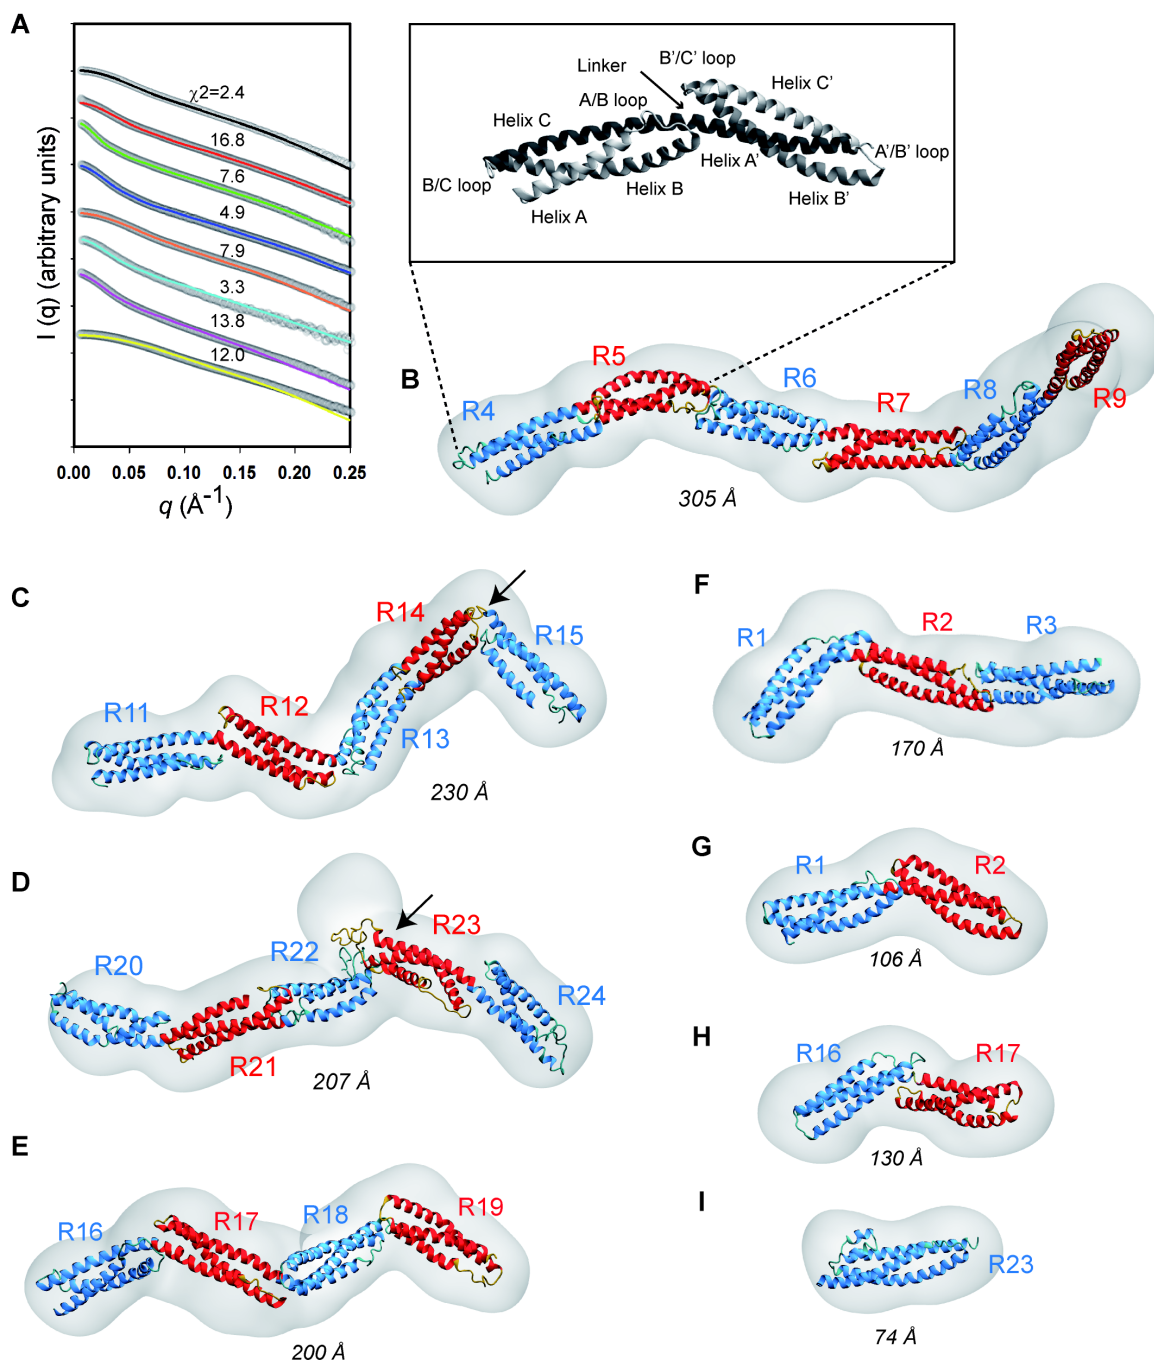 A
I (q) (arbitrary units)
χ2=2.4
16.8
7.6
4.9
7.9
3.3
13.8
12.0
0.00 0.05 0.10 0.15 0.20 0.25
q (Å-1)
B'/C' loop
Linker
Helix C'
A/B loop
Helix C
A'/B' loop
Helix A'
B/C loop
Helix B
Helix B'
Helix A
B
R4
R5
R6
R7
R8
R9
305 Å
C
R11
R12
R13
R14
R15
230 Å
D
R20
R21
R22
R23
R24
207 Å
E
R16
R17
R18
R19
200 Å
F
R1
R2
R3
170 Å
G
R1
R2
106 Å
H
R16
R17
130 Å
I
R23
74 Å